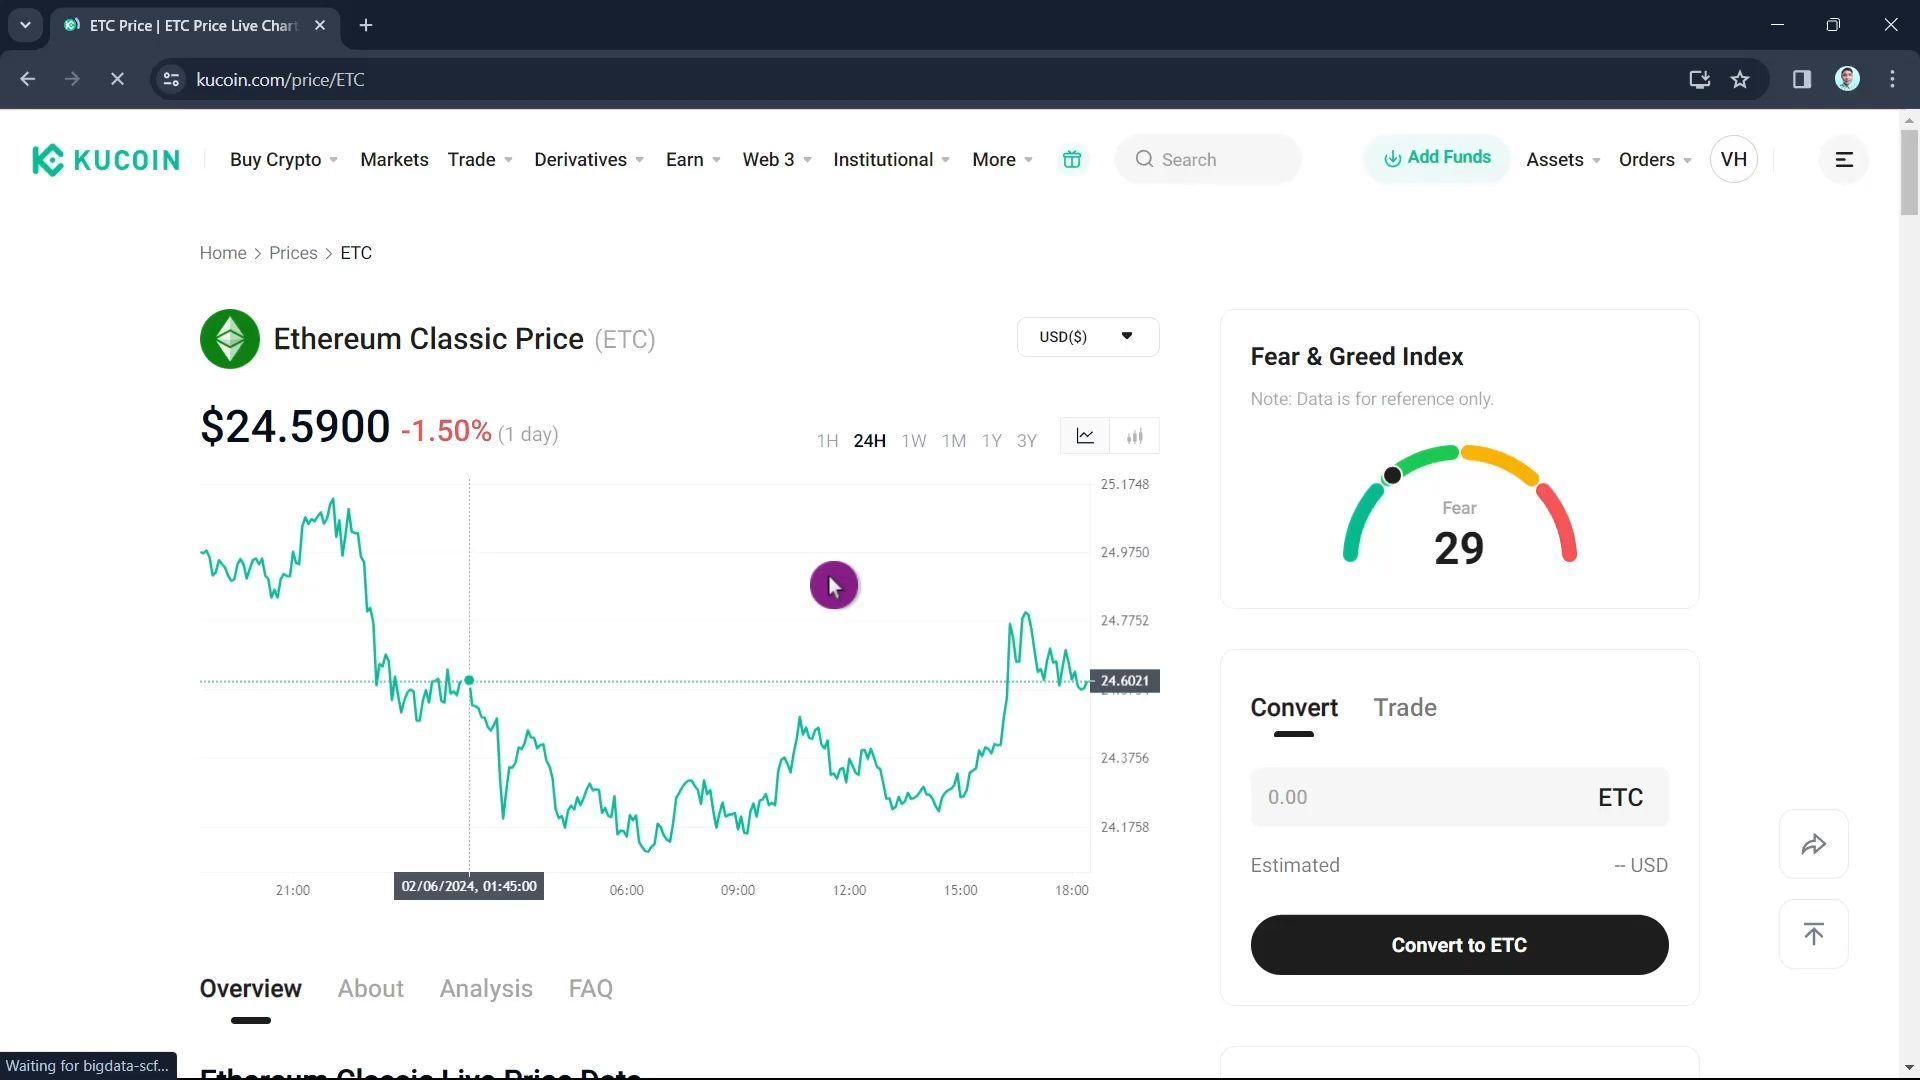 ETC Price | ETC Price Live Chart
kucoin.com/price/ETC
KUCOIN
Buy Crypto
Markets
Trade
Derivatives
Earn
Web 3
Institutional
More
Search
Add Funds
Assets
Orders
VH
Home > Prices > ETC
Ethereum Classic Price (ETC)
USD($)
$24.5900 -1.50% (1 day)
1H 24H 1W 1M 1Y 3Y
25.1748
24.9750
24.7752
24.6021
24.3756
24.1758
21:00
02/06/2024, 01:45:00
06:00
09:00
12:00
15:00
18:00
Fear & Greed Index
Note: Data is for reference only.
Fear
29
Convert
Trade
0.00
ETC
Estimated
-- USD
Convert to ETC
Overview
About
Analysis
FAQ
Ethereum Classic Live Price Data
Waiting for bigdata-scf...